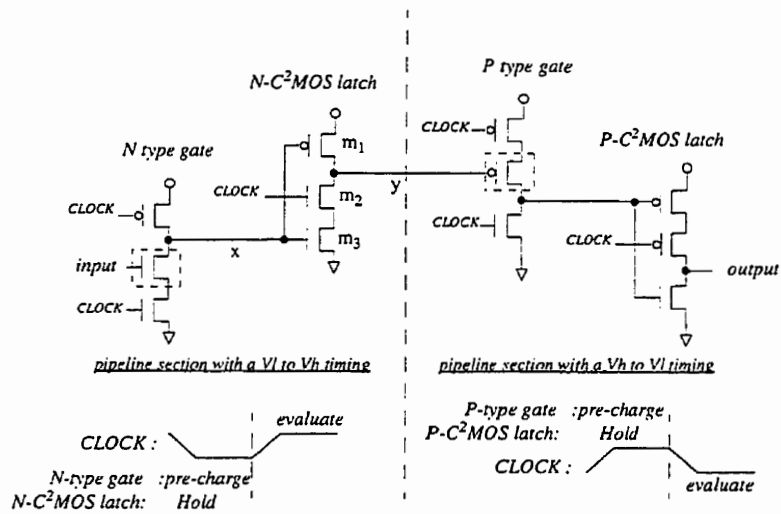 N-C²MOS latch
P type gate
N type gate
CLOCK
m₁
P-C²MOS latch
CLOCK
CLOCK
m₂
y
CLOCK
CLOCK
input
x
m₃
output
CLOCK
pipeline section with a Vl to Vh timing
pipeline section with a Vh to Vl timing
evaluate
CLOCK :
N-type gate :pre-charge
N-C²MOS latch: Hold
P-type gate :pre-charge
P-C²MOS latch: Hold
CLOCK :
evaluate